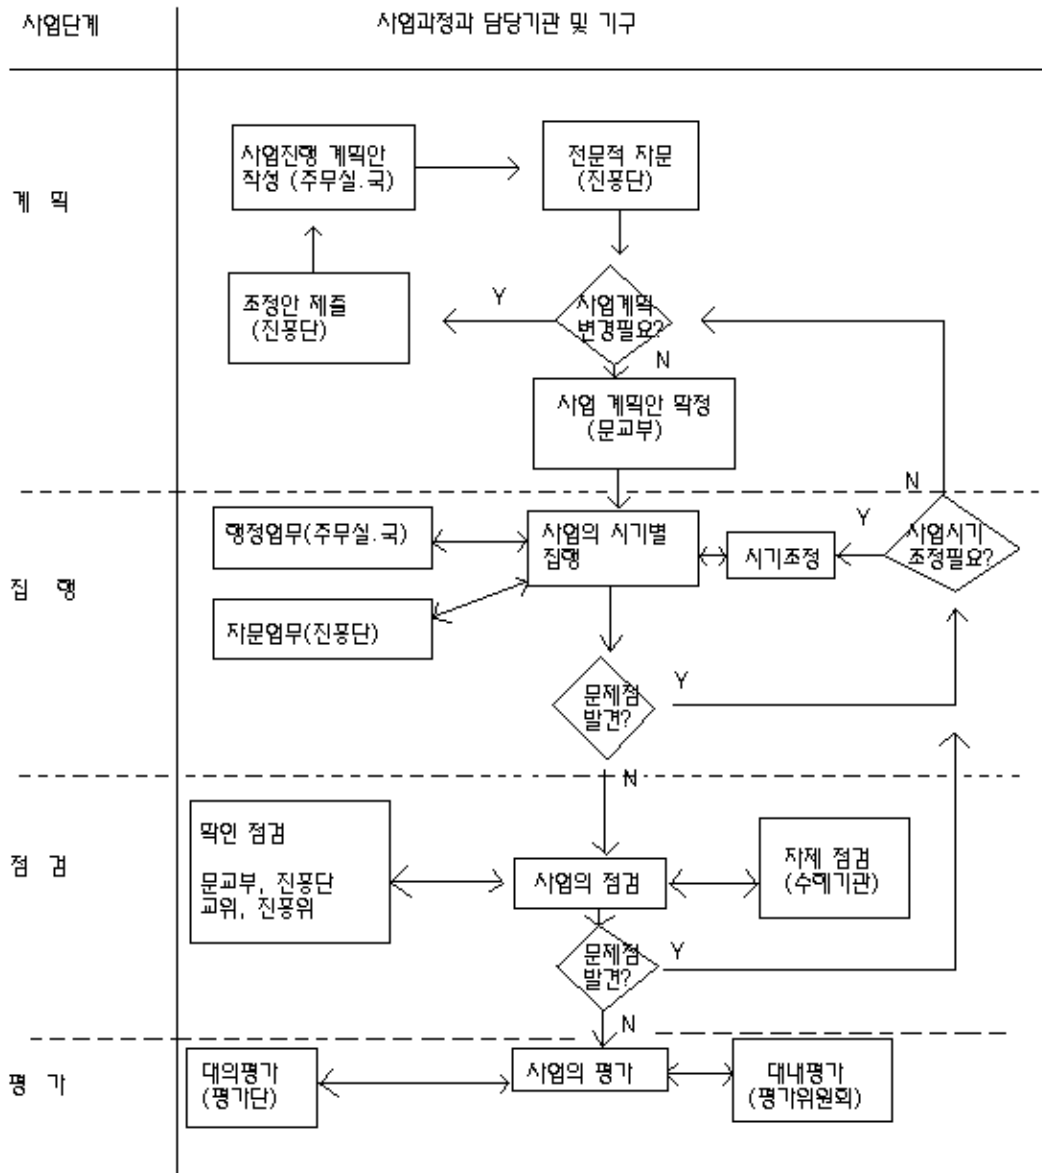 사업단계
사업과정과 담당기관 및 기구
계 획
사업진행 계획안
작성 (주무실.국)
전문적 자문
(진흥단)
조정안 제출
(진흥단)
Y
사업계획
변경필요?
N
사업 계획안 확정
(문교부)
N
집 행
행정업무(주무실.국)
사업의 시기별
집행
시기조정
Y
사업시기
조정필요?
자문업무(진흥단)
문제점
발견?
Y
N
점 검
확인 점검
문교부, 진흥단
교위, 진흥위
사업의 점검
자체 점검
(수혜기관)
문제점
발견?
Y
N
평 가
대외평가
(평가단)
사업의 평가
대내평가
(평가위원회)